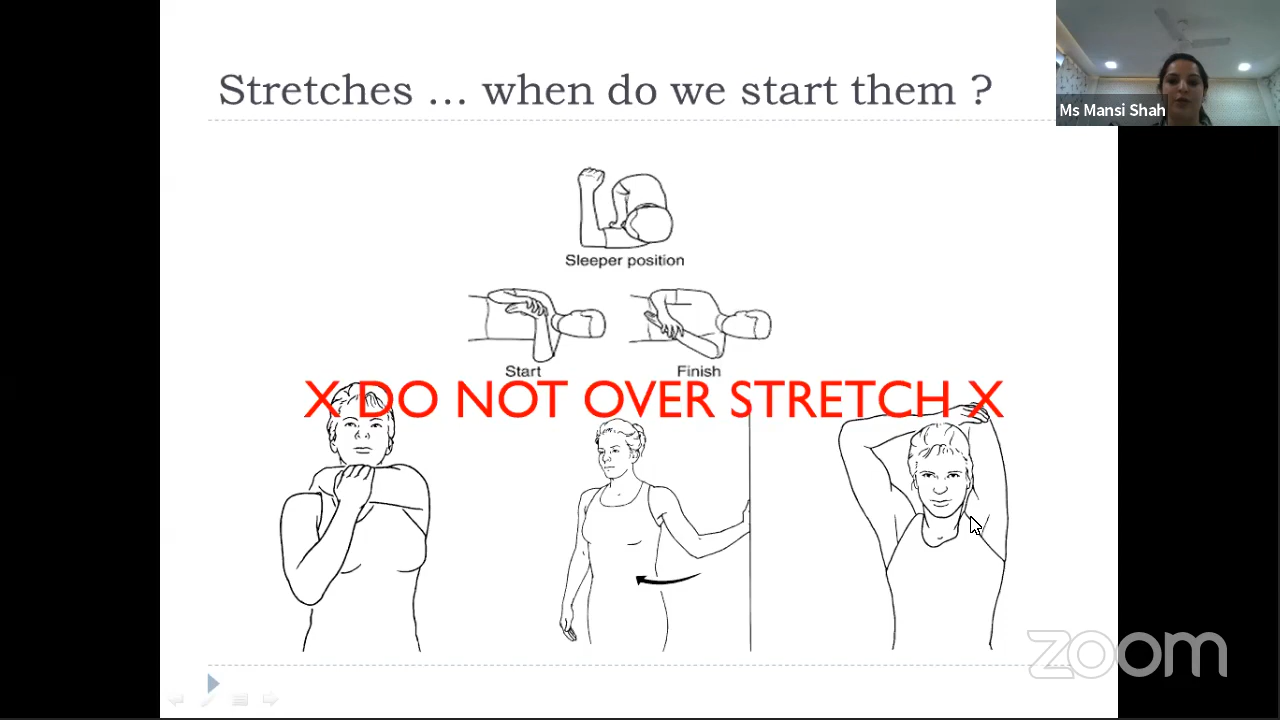 Stretches ... when do we start them ?
Ms Mansi Shah
Sleeper position
Start
Finish
X DO NOT OVER STRETCH X
zoom